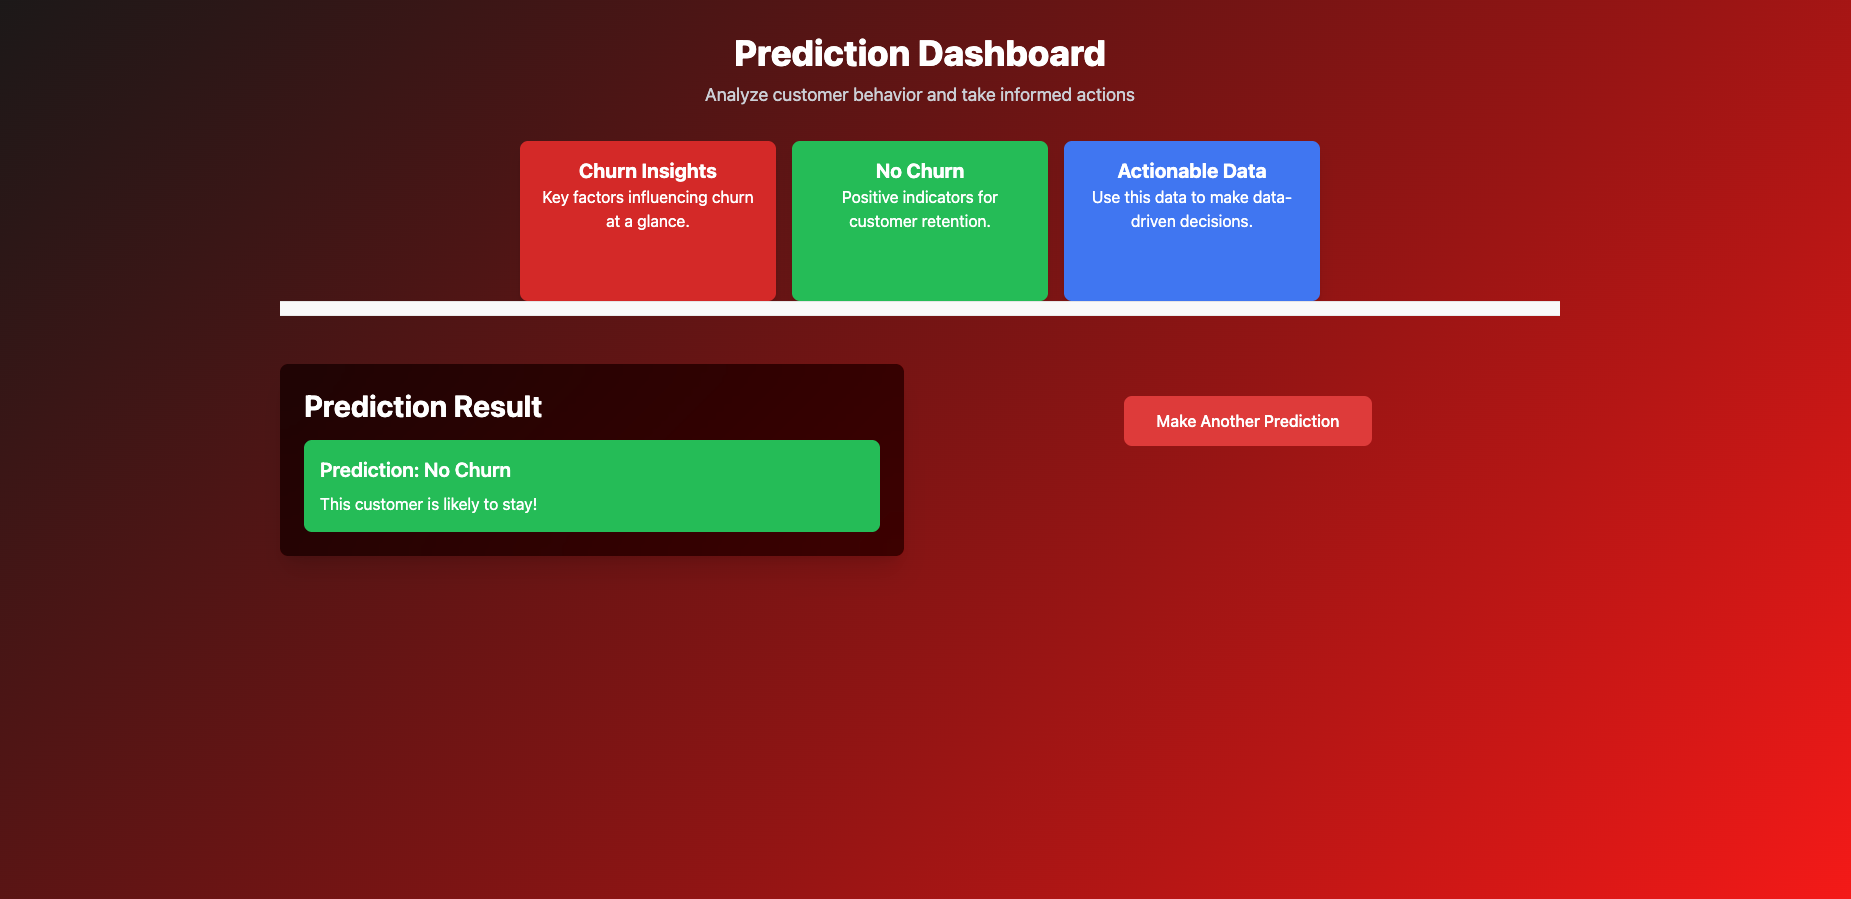 Prediction Dashboard
Analyze customer behavior and take informed actions
Churn Insights
Key factors influencing churn
at a glance.
No Churn
Positive indicators for
customer retention.
Actionable Data
Use this data to make data-
driven decisions.
Prediction Result
Prediction: No Churn
This customer is likely to stay!
Make Another Prediction